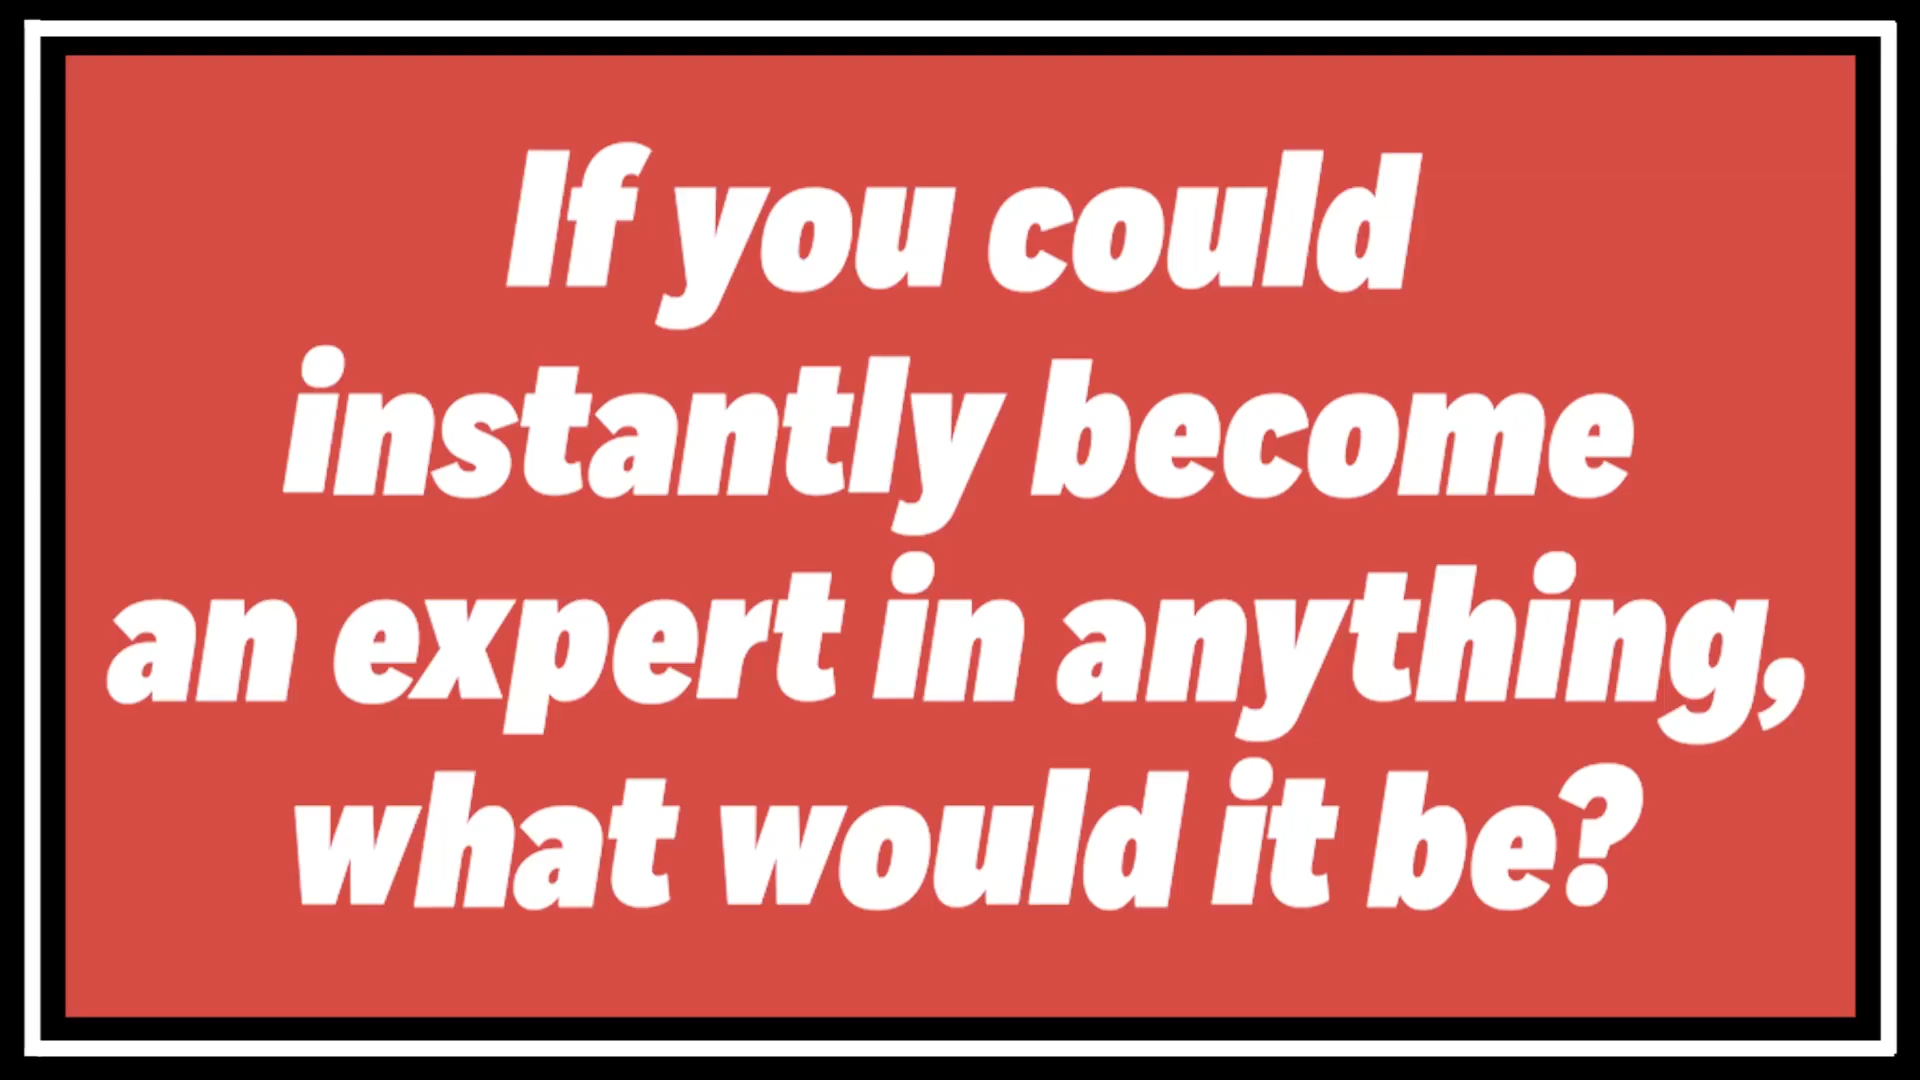 If you could
instantly become
an expert in anything,
what would it be?